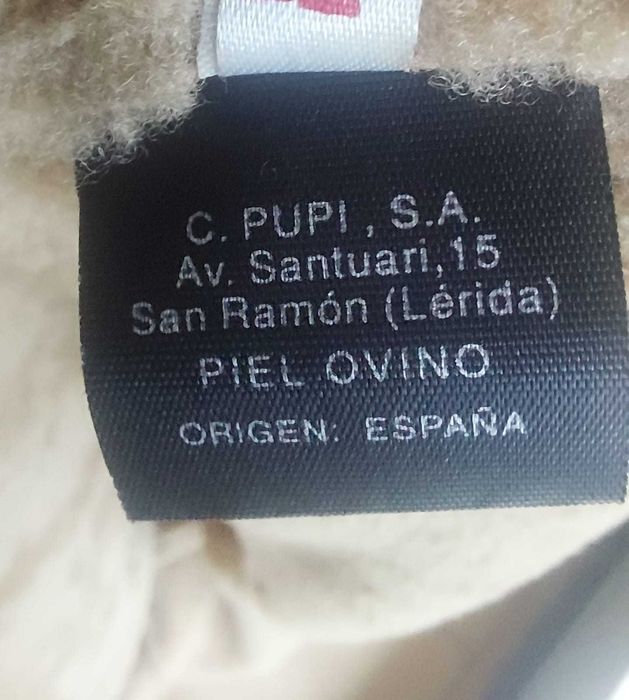 C. PUPI, S.A.
Av. Santuari, 15
San Ramón (Lérida)
PIEL OVINO
ORIGEN. ESPAÑA